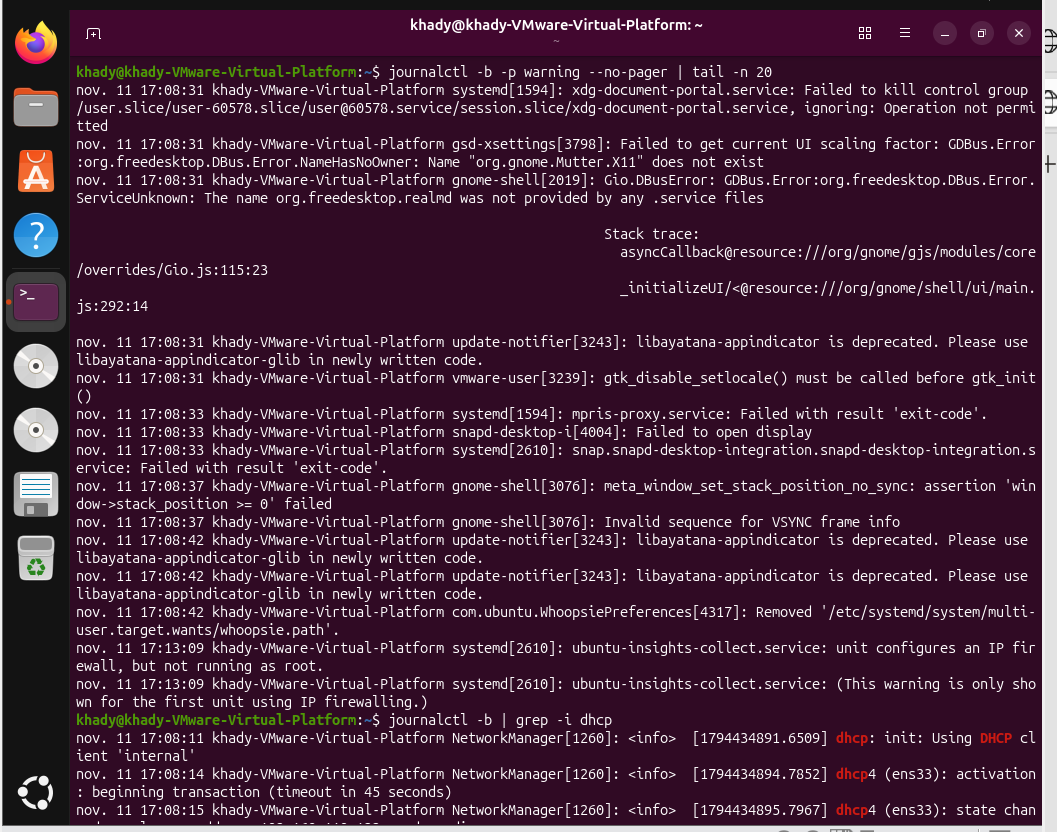 khady@khady-VMware-Virtual-Platform: ~
~
khady@khady-VMware-Virtual-Platform:~$ journalctl -b -p warning --no-pager | tail -n 20
nov. 11 17:08:31 khady-VMware-Virtual-Platform systemd[1594]: xdg-document-portal.service: Failed to kill control group
/user.slice/user-60578.slice/user@60578.service/session.slice/xdg-document-portal.service, ignoring: Operation not permi
tted
nov. 11 17:08:31 khady-VMware-Virtual-Platform gsd-xsettings[3798]: Failed to get current UI scaling factor: GDBus.Error
:org.freedesktop.DBus.Error.NameHasNoOwner: Name "org.gnome.Mutter.X11" does not exist
nov. 11 17:08:31 khady-VMware-Virtual-Platform gnome-shell[2019]: Gio.DBusError: GDBus.Error:org.freedesktop.DBus.Error.
ServiceUnknown: The name org.freedesktop.realmd was not provided by any .service files
Stack trace:
asyncCallback@resource:///org/gnome/gjs/modules/core
/overrides/Gio.js:115:23
_initializeUI/<@resource:///org/gnome/shell/ui/main.
js:292:14
nov. 11 17:08:31 khady-VMware-Virtual-Platform update-notifier[3243]: libayatana-appindicator is deprecated. Please use
libayatana-appindicator-glib in newly written code.
nov. 11 17:08:31 khady-VMware-Virtual-Platform vmware-user[3239]: gtk_disable_setlocale() must be called before gtk_init
()
nov. 11 17:08:33 khady-VMware-Virtual-Platform systemd[1594]: mpris-proxy.service: Failed with result 'exit-code'.
nov. 11 17:08:33 khady-VMware-Virtual-Platform snapd-desktop-i[4004]: Failed to open display
nov. 11 17:08:33 khady-VMware-Virtual-Platform systemd[2610]: snap.snapd-desktop-integration.snapd-desktop-integration.s
ervice: Failed with result 'exit-code'.
nov. 11 17:08:37 khady-VMware-Virtual-Platform gnome-shell[3076]: meta_window_set_stack_position_no_sync: assertion 'win
dow->stack_position >= 0' failed
nov. 11 17:08:37 khady-VMware-Virtual-Platform gnome-shell[3076]: Invalid sequence for VSYNC frame info
nov. 11 17:08:42 khady-VMware-Virtual-Platform update-notifier[3243]: libayatana-appindicator is deprecated. Please use
libayatana-appindicator-glib in newly written code.
nov. 11 17:08:42 khady-VMware-Virtual-Platform update-notifier[3243]: libayatana-appindicator is deprecated. Please use
libayatana-appindicator-glib in newly written code.
nov. 11 17:08:42 khady-VMware-Virtual-Platform com.ubuntu.WhoopsiePreferences[4317]: Removed '/etc/systemd/system/multi-
user.target.wants/whoopsie.path'.
nov. 11 17:13:09 khady-VMware-Virtual-Platform systemd[2610]: ubuntu-insights-collect.service: unit configures an IP fir
ewall, but not running as root.
nov. 11 17:13:09 khady-VMware-Virtual-Platform systemd[2610]: ubuntu-insights-collect.service: (This warning is only sho
wn for the first unit using IP firewalling.)
khady@khady-VMware-Virtual-Platform:~$ journalctl -b | grep -i dhcp
nov. 11 17:08:11 khady-VMware-Virtual-Platform NetworkManager[1260]: <info>  [1794434891.6509] dhcp: init: Using DHCP cl
ient 'internal'
nov. 11 17:08:14 khady-VMware-Virtual-Platform NetworkManager[1260]: <info>  [1794434894.7852] dhcp4 (ens33): activation
: beginning transaction (timeout in 45 seconds)
nov. 11 17:08:15 khady-VMware-Virtual-Platform NetworkManager[1260]: <info>  [1794434895.7967] dhcp4 (ens33): state chan